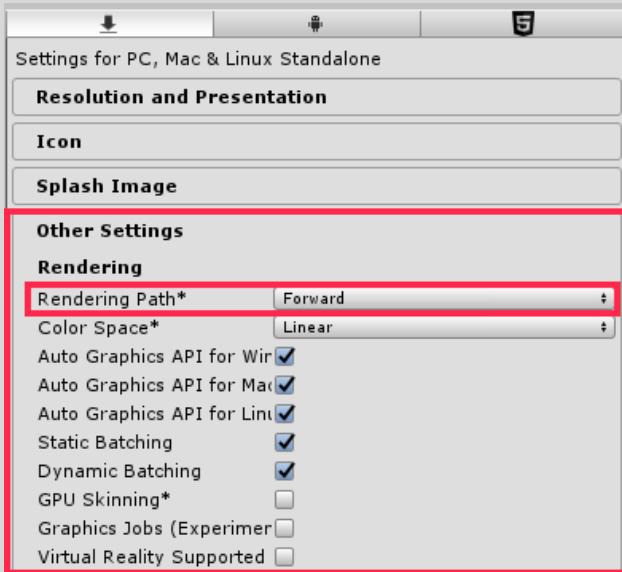 Settings for PC, Mac & Linux Standalone
Resolution and Presentation
Icon
Splash Image
Other Settings
Rendering
Rendering Path* Forward
Color Space* Linear
Auto Graphics API for Win
Auto Graphics API for Mac
Auto Graphics API for Linu
Static Batching
Dynamic Batching
GPU Skinning*
Graphics Jobs (Experimen
Virtual Reality Supported